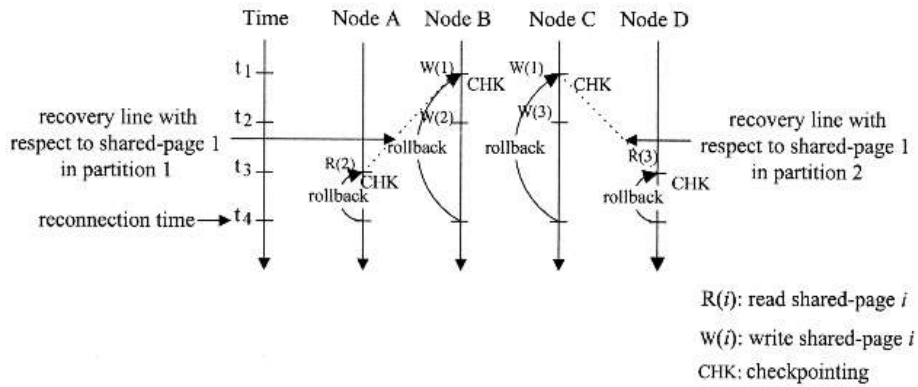 Time Node A Node B Node C Node D
t1 W(1) CHK W(1) CHK
recovery line with
respect to shared-page 1
in partition 1
t2 W(2) W(3)
rollback rollback
recovery line with
respect to shared-page 1
in partition 2
t3 R(2) CHK R(3) CHK
rollback rollback
reconnection time t4
R(i): read shared-page i
W(i): write shared-page i
CHK: checkpointing